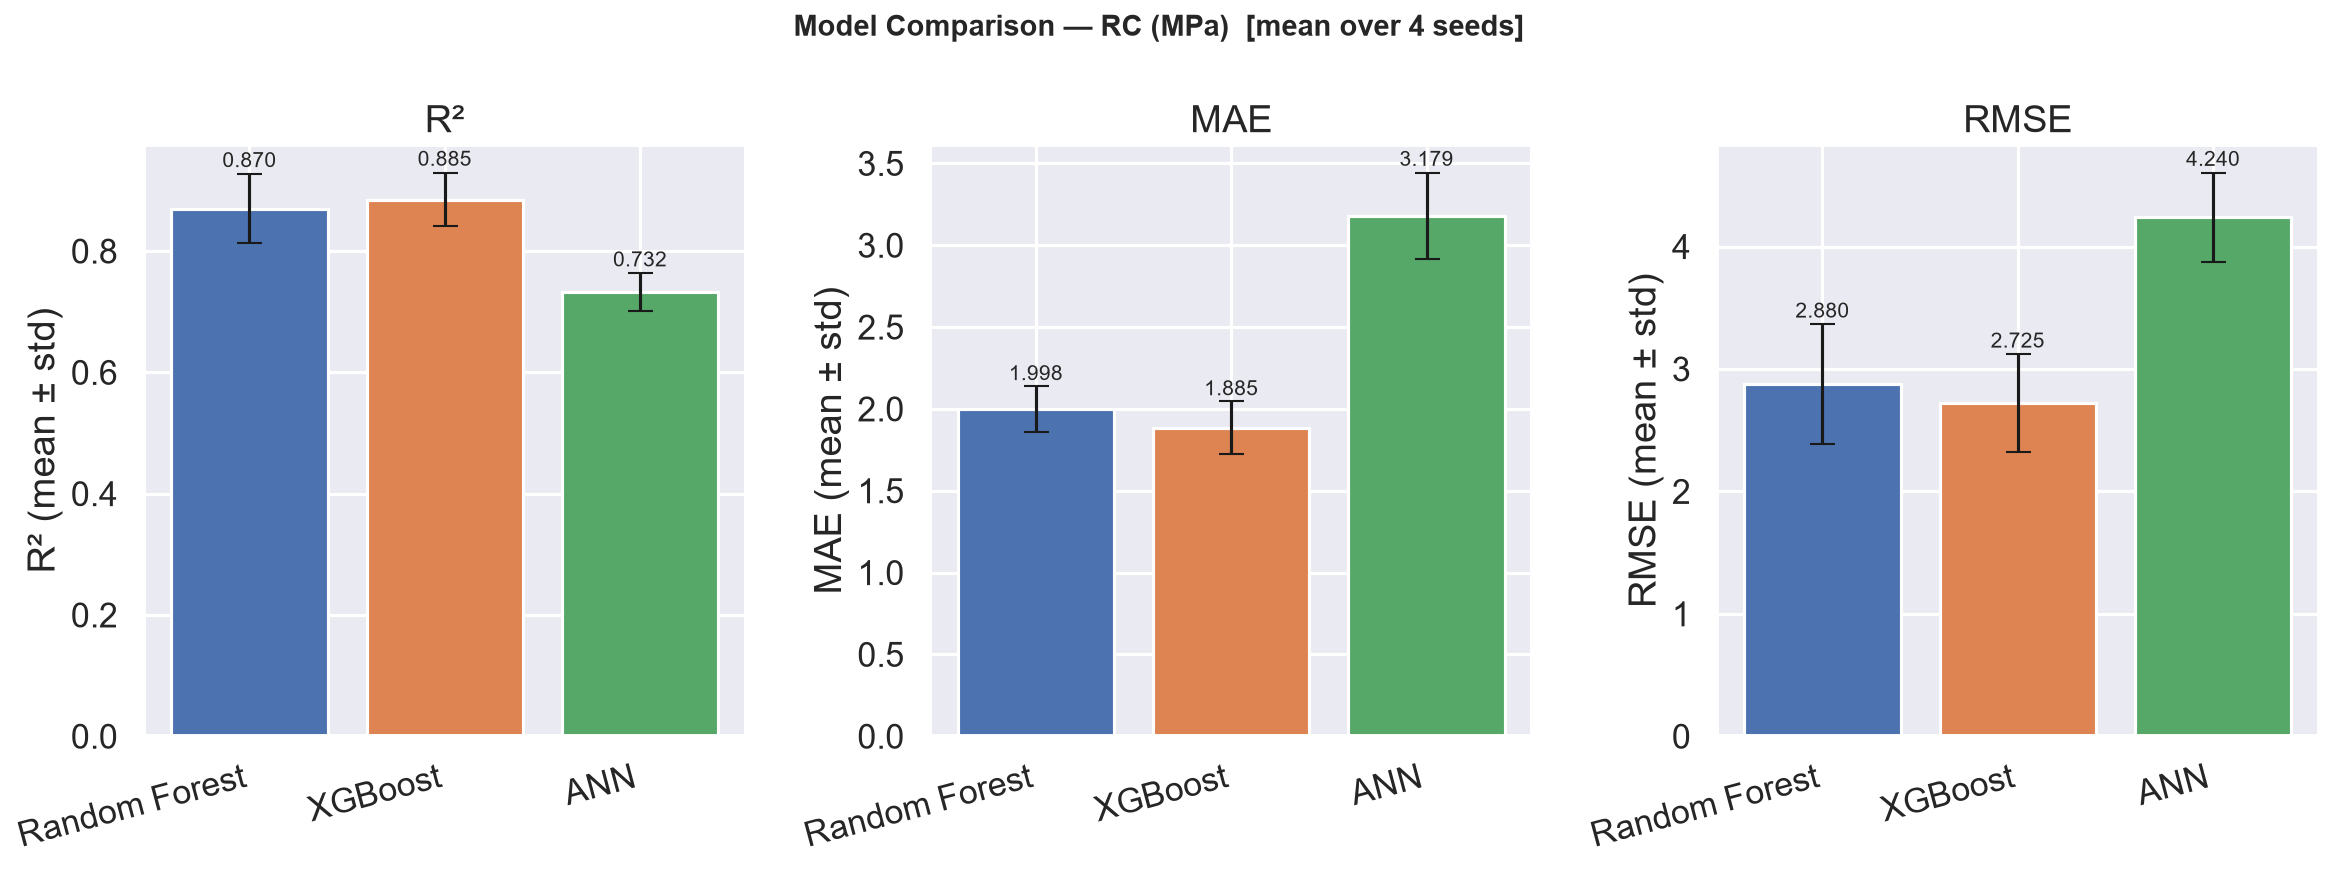 Model Comparison — RC (MPa)  [mean over 4 seeds]
R²
R² (mean ± std)
0.8
0.6
0.4
0.2
0.0
0.870
0.885
0.732
Random Forest
XGBoost
ANN
MAE
MAE (mean ± std)
3.5
3.0
2.5
2.0
1.5
1.0
0.5
0.0
1.998
1.885
3.179
Random Forest
XGBoost
ANN
RMSE
RMSE (mean ± std)
4
3
2
1
0
2.880
2.725
4.240
Random Forest
XGBoost
ANN